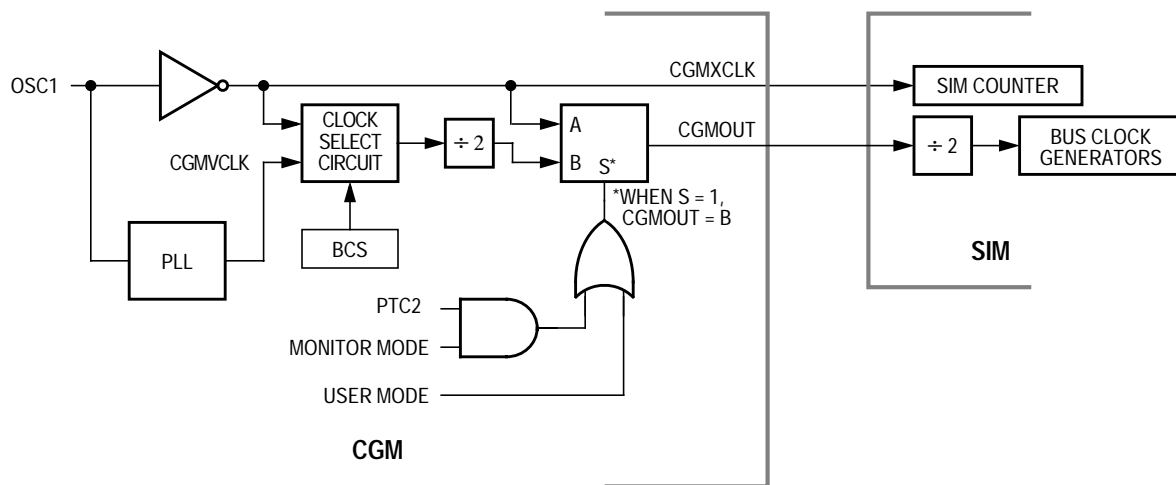 OSC1
CGMXCLK
SIM COUNTER
CLOCK
SELECT
CIRCUIT
÷ 2
A
B
S*
CGMOUT
÷ 2
BUS CLOCK
GENERATORS
CGMVCLK
*WHEN S = 1,
CGMOUT = B
PLL
BCS
SIM
PTC2
MONITOR MODE
USER MODE
CGM